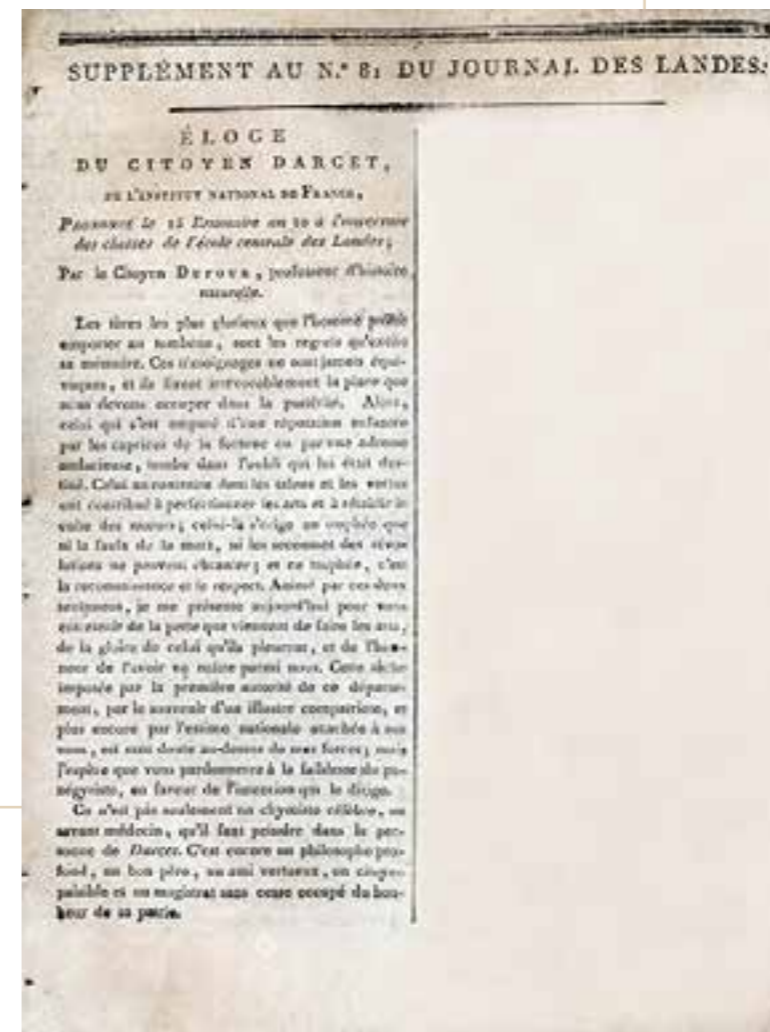 SUPPLÉMENT AU N.º 81 DU JOURNAL DES LANDES.
ÉLOGE
DU CITOYEN DARCET,
DE L'INSTITUT NATIONAL DE FRANCE,
Prononcé le 15 Brumaire an 10 à l'ouverture
des classes de l'école centrale des Landes;
Par le Citoyen Dufour, professeur d'histoire
naturelle.
Les titres les plus glorieux que l'homme puisse
emporter au tombeau, sont les regrets qu'excite
sa mémoire. Ces témoignages ne sont jamais équi-
voques, et ils fixent irrévocablement la place que
nous devons occuper dans la postérité. Alors,
celui qui s'est emparé d'une réputation
par les caprices de la fortune ou par une adresse
audacieuse, tombe dans l'oubli qui lui était des-
tiné. Celui au contraire dont les talens et les vertus
ont contribué à perfectionner les arts et à rétablir le
culte des mœurs; celui-là s'érige un trophée que
ni la faulx de la mort, ni les secousses des révo-
lutions ne peuvent ébranler; et ce trophée, c'est
la reconnoissance et le respect. Animé par ces deux
sentimens, je me présente aujourd'hui pour vous
entretenir de la perte que viennent de faire les arts,
de la gloire de celui qu'ils pleurent, et de l'hon-
neur de l'avoir vu naître parmi nous. Cette tâche
imposée par la première autorité de ce départe-
ment, par le souvenir d'un illustre compatriote, et
plus encore par l'estime nationale attachée à son
nom, est sans doute au-dessus de mes forces; mais
j'espère que vous pardonnerez à la faiblesse du pa-
négyriste, en faveur de l'intention qui le dirige.
Ce n'est pas seulement un chymiste célèbre, un
savant médecin, qu'il faut peindre dans la per-
sonne de Darcet. C'est encore un philosophe pro-
fond, un bon père, un ami vertueux, un citoyen
paisible et un magistrat sans cesse occupé du bon-
heur de sa patrie.